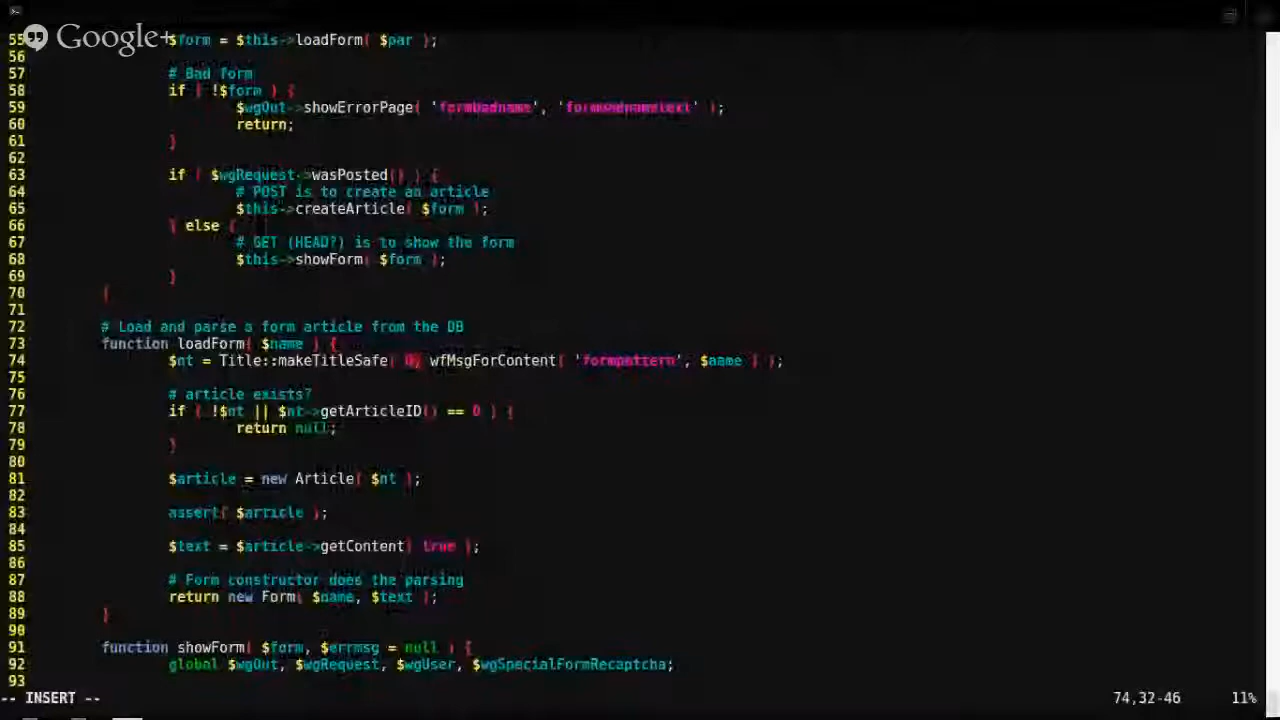 Google+
55 $form = $this->loadForm( $par );
56
57 # Bad form
58 if ( !$form ) {
59 $wgOut->showErrorPage( 'formbadname', 'formbadnametext' );
60 return;
61 }
62
63 if ( $wgRequest->wasPosted() ) {
64 # POST is to create an article
65 $this->createArticle( $form );
66 } else {
67 # GET (HEAD?) is to show the form
68 $this->showForm( $form );
69 }
70 }
71
72 # Load and parse a form article from the DB
73 function loadForm( $name ) {
74 $nt = Title::makeTitleSafe( 0, wfMsgForContent( 'formpattern', $name ) );
75
76 # article exists?
77 if ( !$nt || $nt->getArticleID() == 0 ) {
78 return null;
79 }
80
81 $article = new Article( $nt );
82
83 assert( $article );
84
85 $text = $article->getContent( true );
86
87 # Form constructor does the parsing
88 return new Form( $name, $text );
89 }
90
91 function showForm( $form, $errmsg = null ) {
92 global $wgOut, $wgRequest, $wgUser, $wgSpecialFormRecaptcha;
93
-- INSERT -- 74,32-46 11%